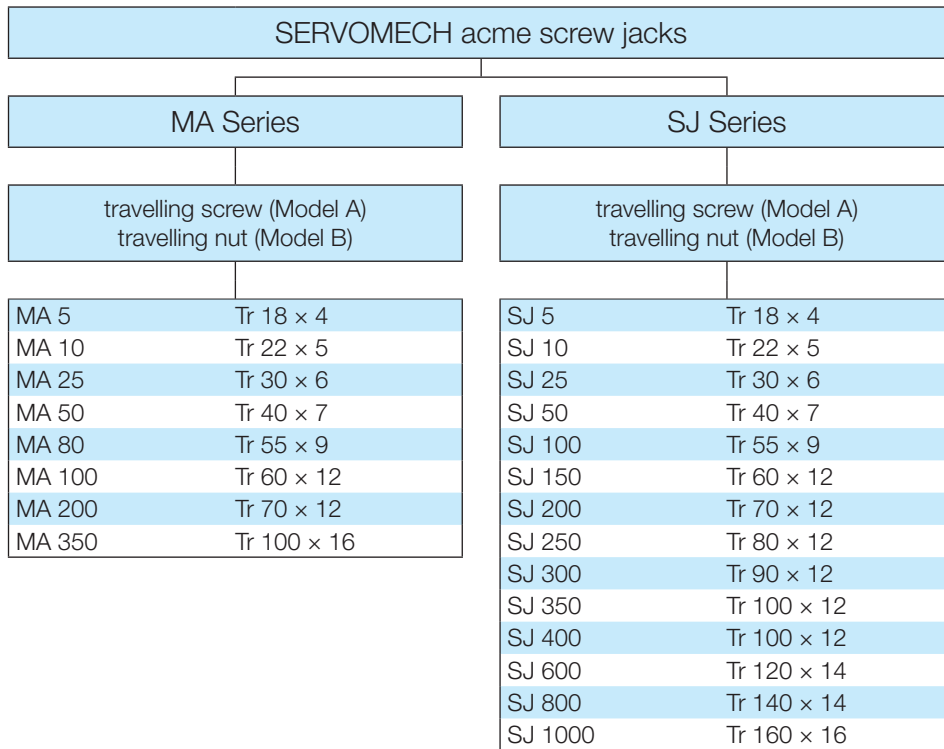 SERVOMECH acme screw jacks
MA Series
travelling screw (Model A)
travelling nut (Model B)
MA 5 Tr 18 × 4
MA 10 Tr 22 × 5
MA 25 Tr 30 × 6
MA 50 Tr 40 × 7
MA 80 Tr 55 × 9
MA 100 Tr 60 × 12
MA 200 Tr 70 × 12
MA 350 Tr 100 × 16
SJ Series
travelling screw (Model A)
travelling nut (Model B)
SJ 5 Tr 18 × 4
SJ 10 Tr 22 × 5
SJ 25 Tr 30 × 6
SJ 50 Tr 40 × 7
SJ 100 Tr 55 × 9
SJ 150 Tr 60 × 12
SJ 200 Tr 70 × 12
SJ 250 Tr 80 × 12
SJ 300 Tr 90 × 12
SJ 350 Tr 100 × 12
SJ 400 Tr 100 × 12
SJ 600 Tr 120 × 14
SJ 800 Tr 140 × 14
SJ 1000 Tr 160 × 16